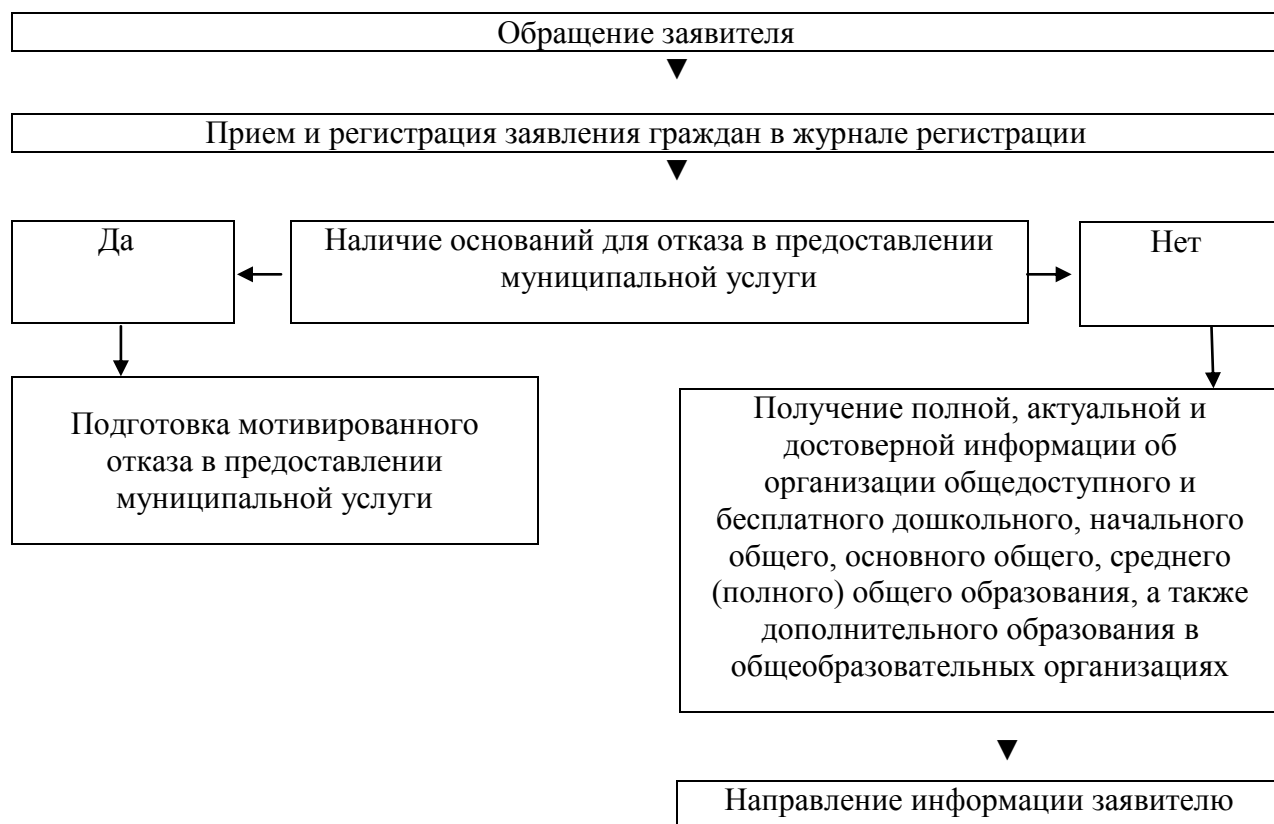 Обращение заявителя
▼
Прием и регистрация заявления граждан в журнале регистрации
▼
Да
Наличие оснований для отказа в предоставлении
муниципальной услуги
Нет
Подготовка мотивированного
отказа в предоставлении
муниципальной услуги
Получение полной, актуальной и
достоверной информации об
организации общедоступного и
бесплатного дошкольного, начального
общего, основного общего, среднего
(полного) общего образования, а также
дополнительного образования в
общеобразовательных организациях
▼
Направление информации заявителю